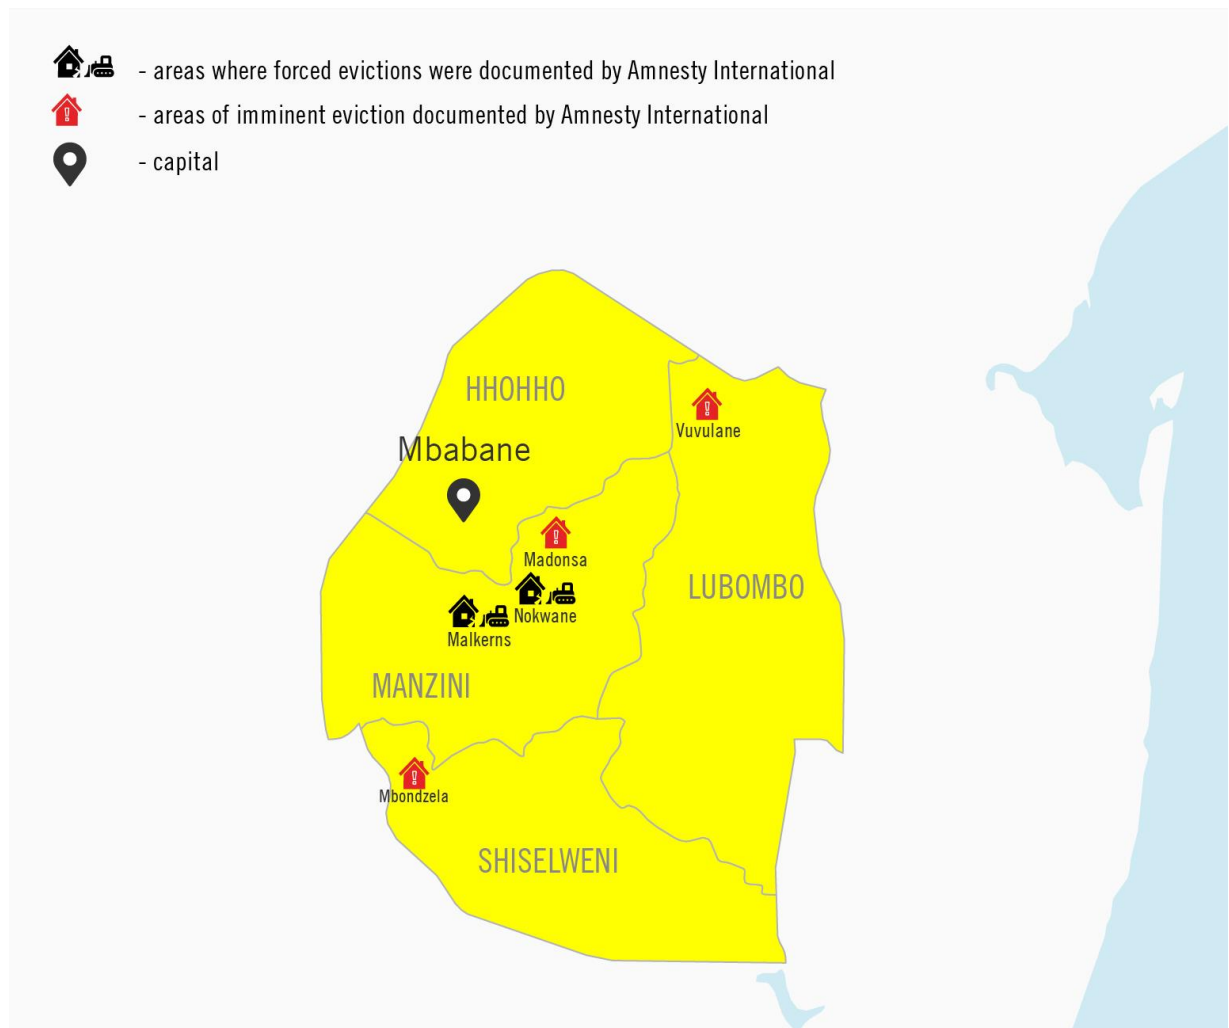 - areas where forced evictions were documented by Amnesty International
- areas of imminent eviction documented by Amnesty International
- capital
HHOHHO
Vuvulane
Mbabane
Madonsa
LUBOMBO
Nokwane
Malkerns
MANZINI
Mbondzela
SHISELWENI